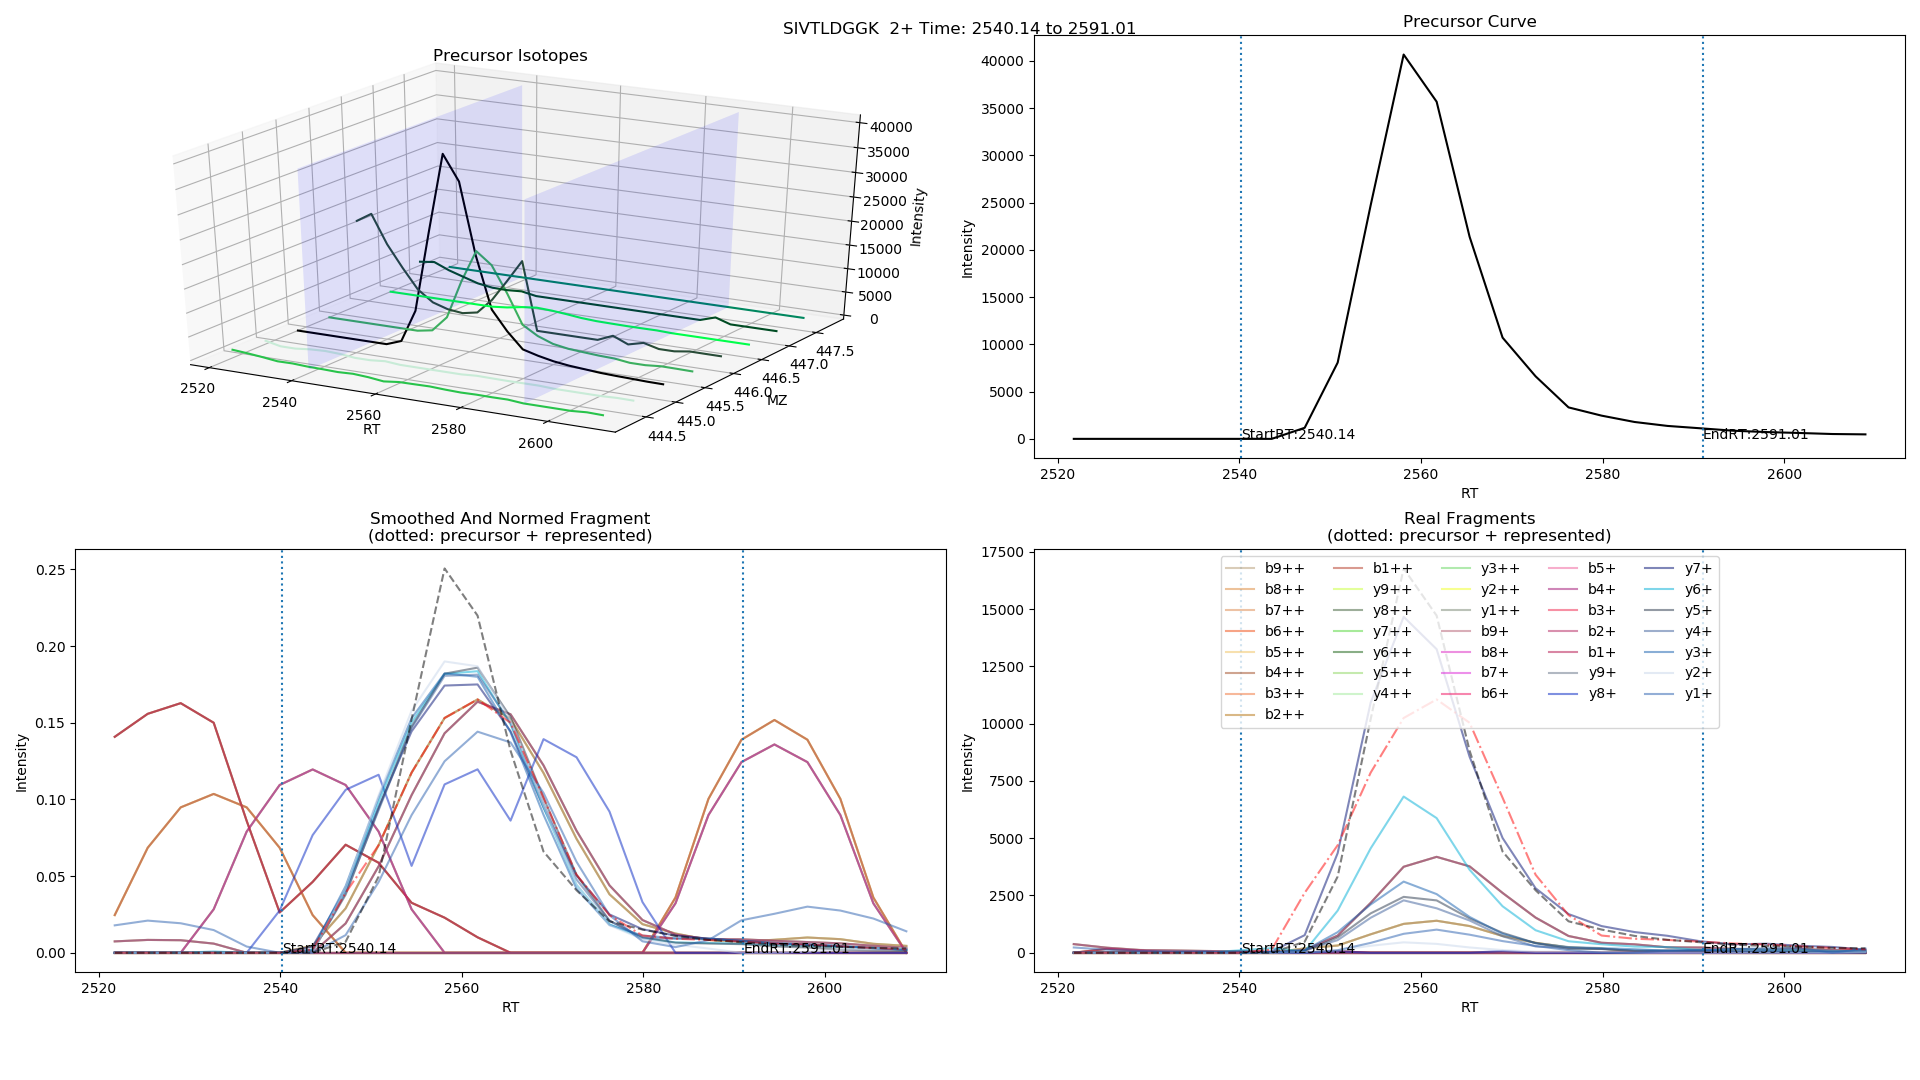 SIVTLDGGK  2+ Time: 2540.14 to 2591.01
Precursor Isotopes
40000
35000
30000
25000
20000
15000
10000
5000
0
Intensity
2520
2540
2560
2580
2600
RT
444.5
445.0
445.5
446.0
446.5
447.0
447.5
MZ
Precursor Curve
40000
35000
30000
25000
20000
15000
10000
5000
0
Intensity
StartRT:2540.14
EndRT:2591.01
2520
2540
2560
2580
2600
RT
Smoothed And Normed Fragment
(dotted: precursor + represented)
0.25
0.20
0.15
0.10
0.05
0.00
Intensity
StartRT:2540.14
EndRT:2591.01
2520
2540
2560
2580
2600
RT
Real Fragments
(dotted: precursor + represented)
17500
15000
12500
10000
7500
5000
2500
0
Intensity
b9++
b8++
b7++
b6++
b5++
b4++
b3++
b2++
b1++
y9++
y8++
y7++
y6++
y5++
y4++
y3++
y2++
y1++
b9+
b8+
b7+
b6+
b5+
b4+
b3+
b2+
b1+
y9+
y8+
y7+
y6+
y5+
y4+
y3+
y2+
y1+
StartRT:2540.14
EndRT:2591.01
2520
2540
2560
2580
2600
RT